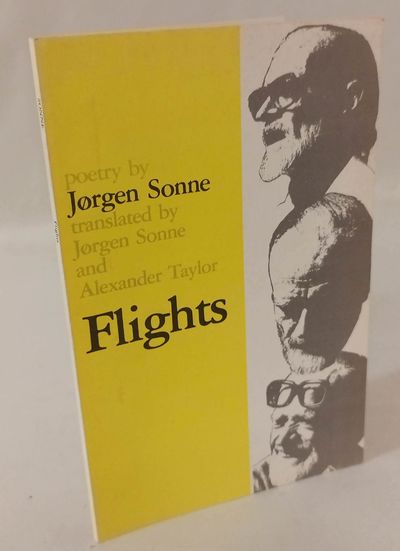 poetry by
Jørgen Sonne
translated by
Jørgen Sonne
and
Alexander Taylor
Flights